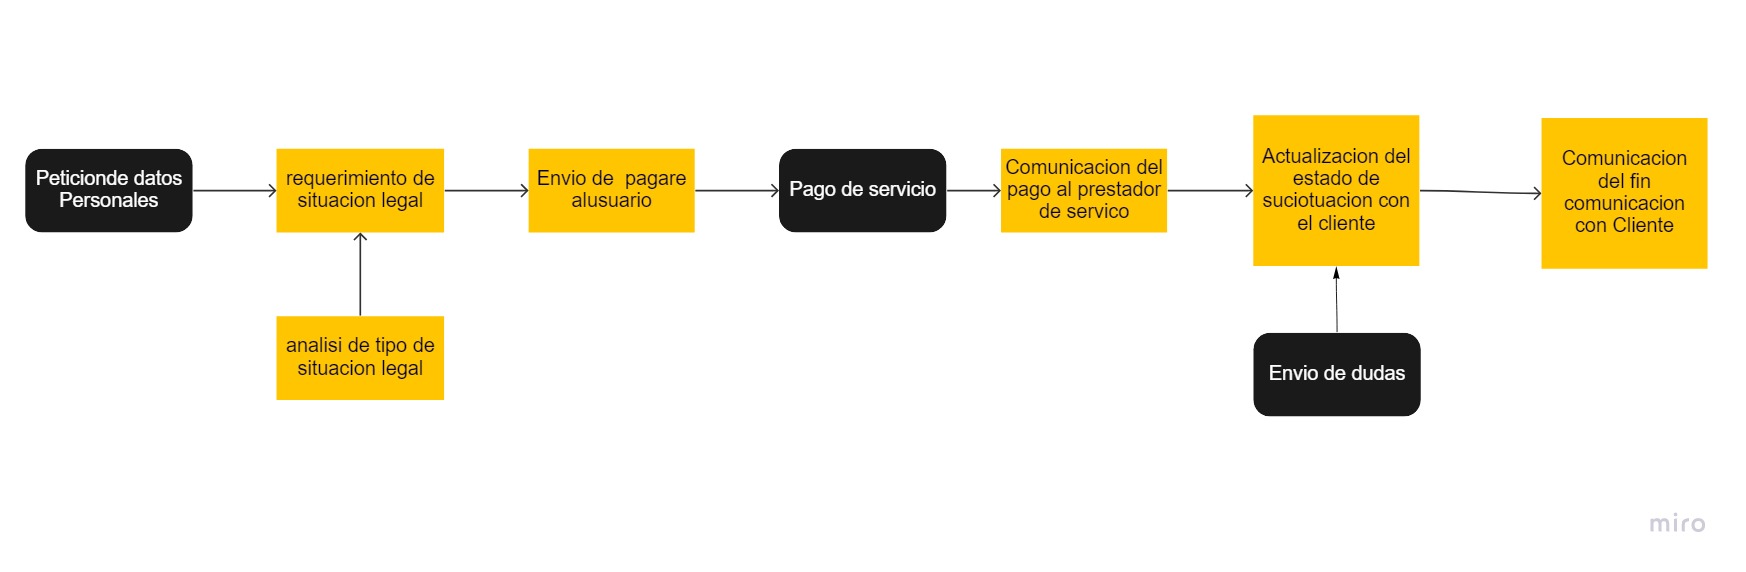 Peticionde datos
Personales
requerimiento de
situacion legal
Envio de  pagare
alusuario
Pago de servicio
Comunicacion del
pago al prestador
de servico
Actualizacion del
estado de
suciotuacion con
el cliente
Comunicacion
del fin
comunicacion
con Cliente
analisi de tipo de
situacion legal
Envio de dudas
miro